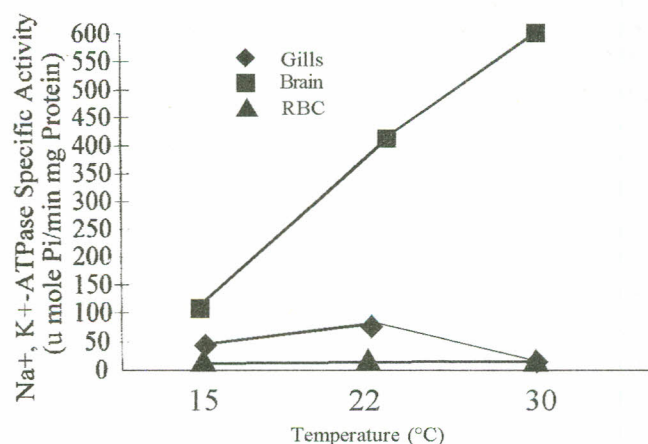 Na+, K+-ATPase Specific Activity
(u mole Pi/min mg Protein)
600
550
500
450
400
350
300
250
200
150
100
50
0
Gills
Brain
RBC
15
22
30
Temperature (°C)